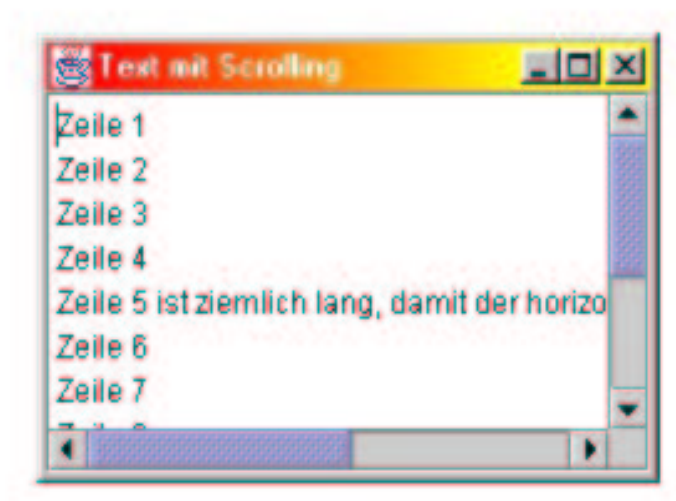 Text mit Scrolling
Zeile 1
Zeile 2
Zeile 3
Zeile 4
Zeile 5 ist ziemlich lang, damit der horizo
Zeile 6
Zeile 7